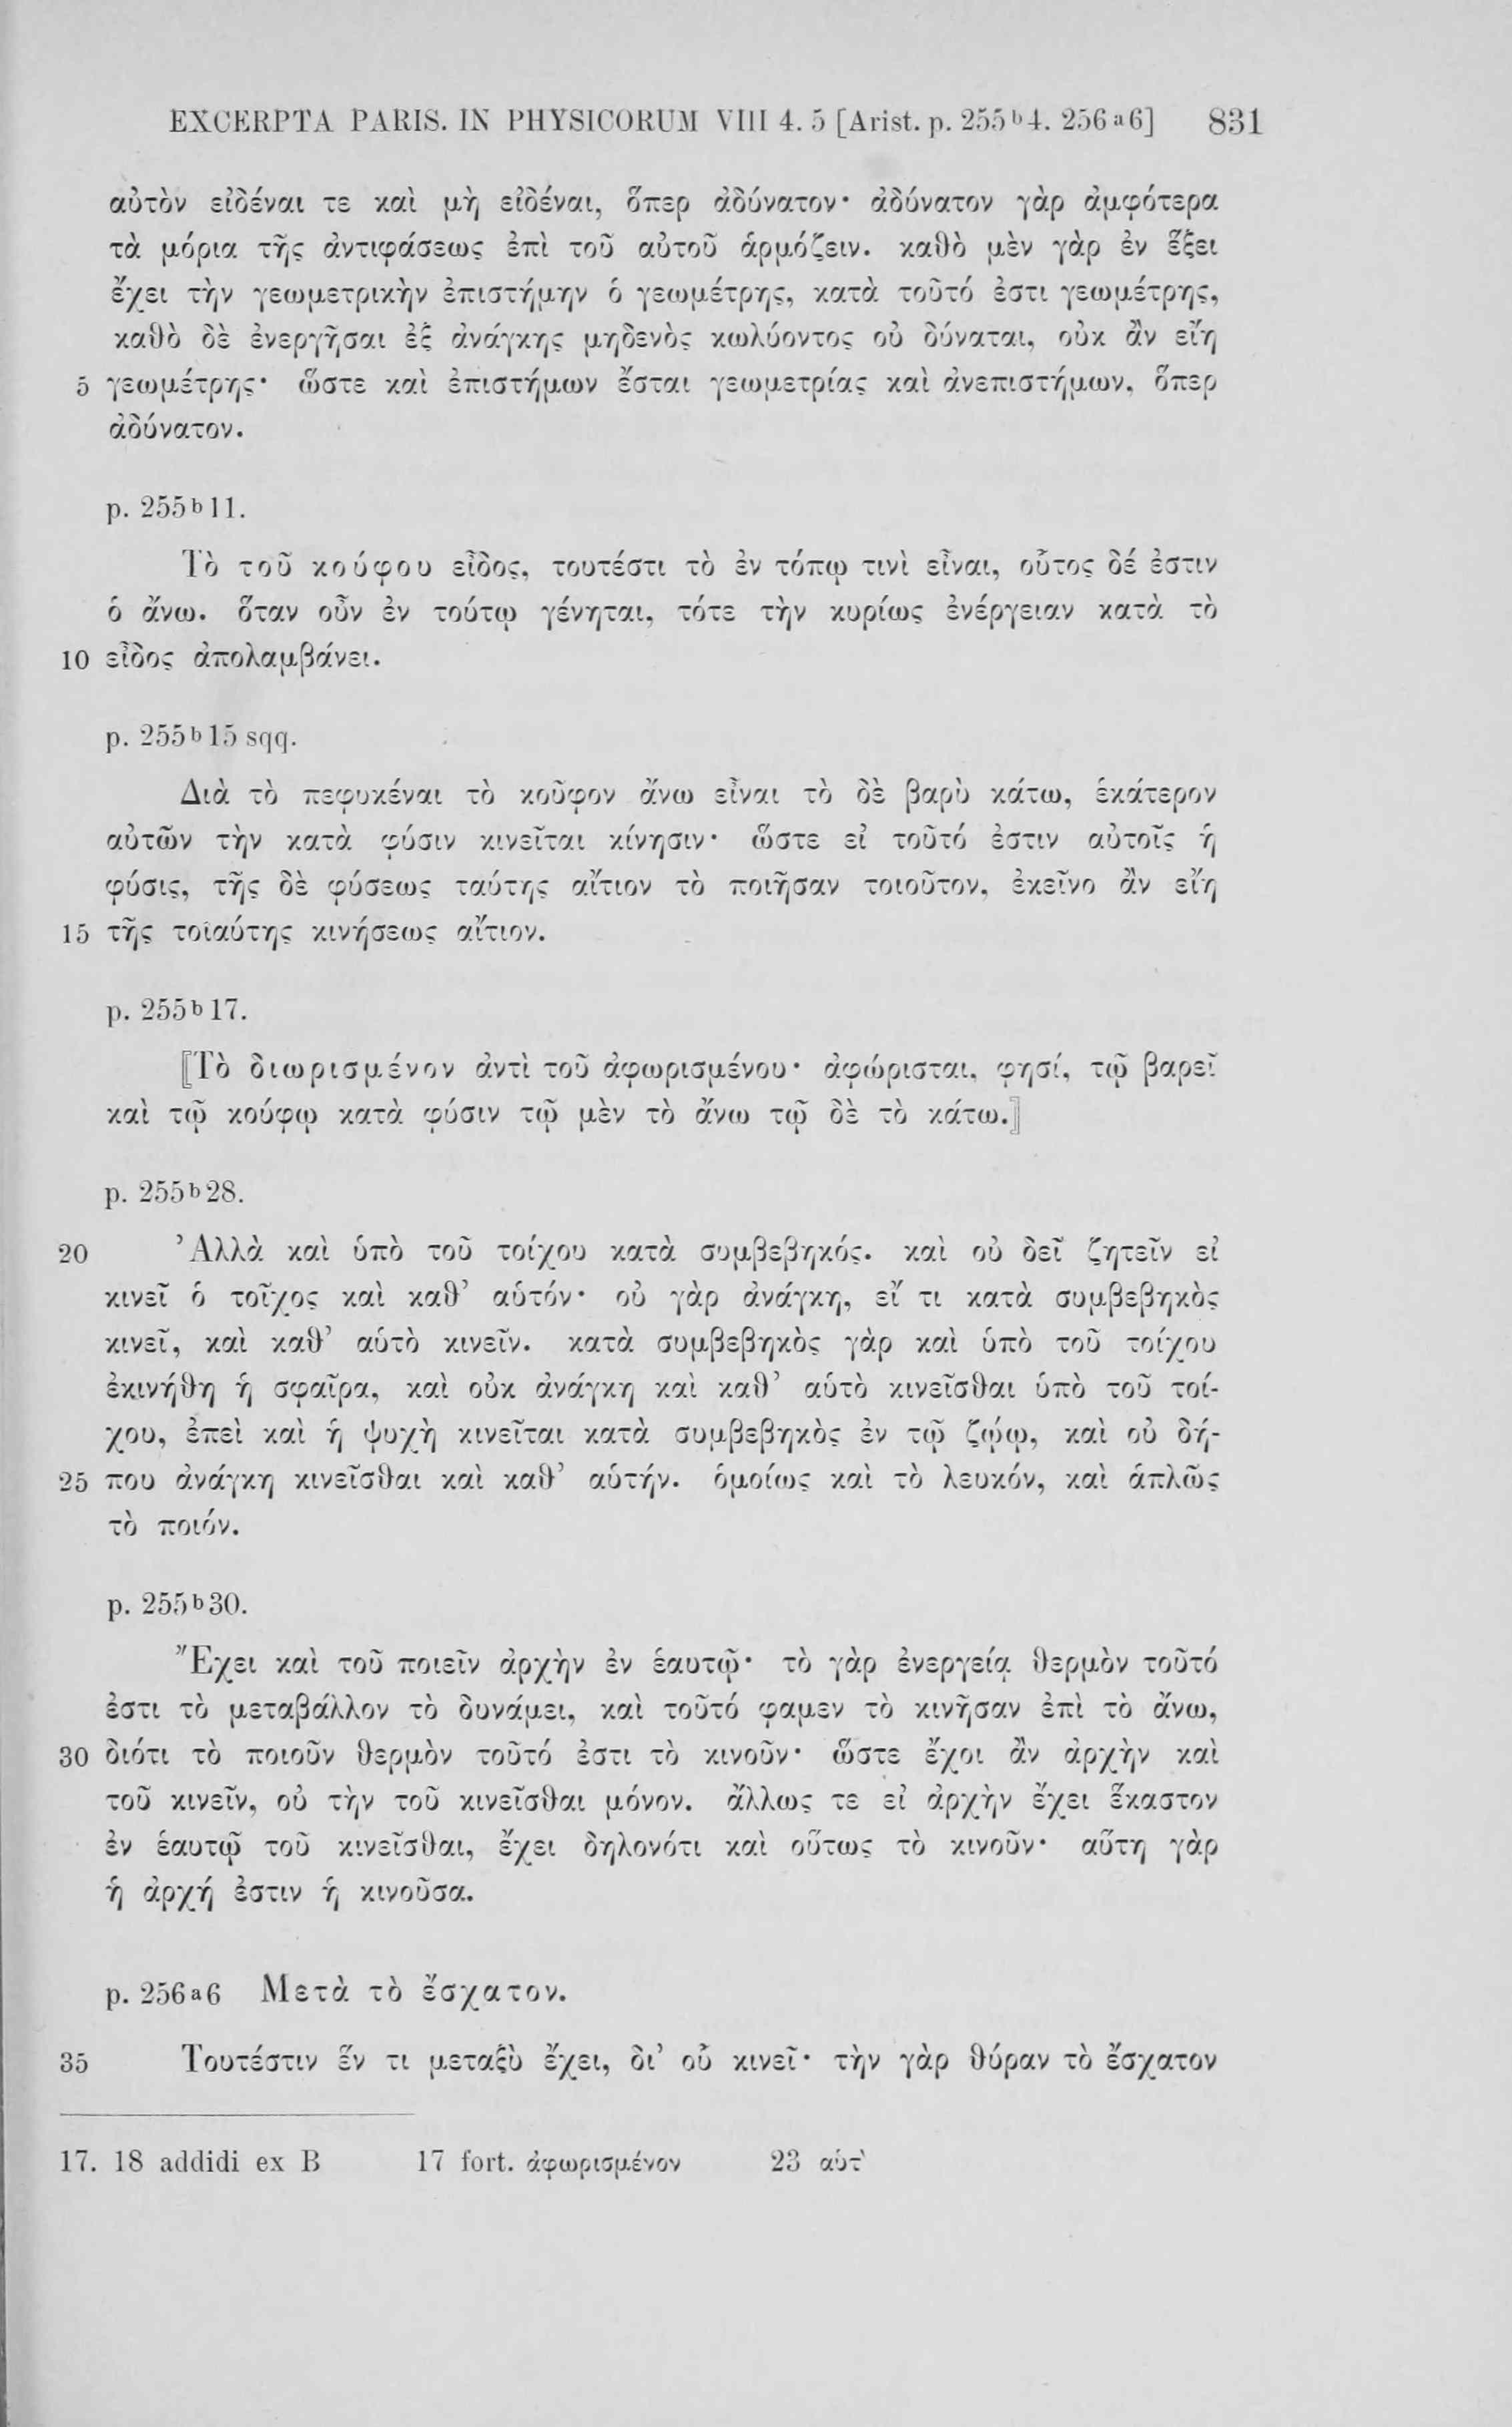 EXCERPTA PARIS. IN PHYSICORUM VIII 4. 5 [Arist. p. 255ᵇ4. 256ᵃ6] 831
αὐτὸν εἰδέναι τε καὶ μὴ εἰδέναι, ὅπερ ἀδύνατον· ἀδύνατον γὰρ ἀμφότερα
τὰ μόρια τῆς ἀντιφάσεως ἐπὶ τοῦ αὐτοῦ ἁρμόζειν. καθὸ μὲν γὰρ ἐν ἕξει
ἔχει τὴν γεωμετρικὴν ἐπιστήμην ὁ γεωμέτρης, κατὰ τοῦτό ἐστι γεωμέτρης,
καθὸ δὲ ἐνεργῆσαι ἐξ ἀνάγκης μηδενὸς κωλύοντος οὐ δύναται, οὐκ ἂν εἴη
5 γεωμέτρης· ὥστε καὶ ἐπιστήμων ἔσται γεωμετρίας καὶ ἀνεπιστήμων, ὅπερ
ἀδύνατον.
p. 255ᵇ11.
Τὸ τοῦ κούφου εἶδος, τουτέστι τὸ ἐν τόπῳ τινὶ εἶναι, οὗτος δέ ἐστιν
ὁ ἄνω. ὅταν οὖν ἐν τούτῳ γένηται, τότε τὴν κυρίως ἐνέργειαν κατὰ τὸ
10 εἶδος ἀπολαμβάνει.
p. 255ᵇ15 sqq.
Διὰ τὸ πεφυκέναι τὸ κοῦφον ἄνω εἶναι τὸ δὲ βαρὺ κάτω, ἑκάτερον
αὐτῶν τὴν κατὰ φύσιν κινεῖται κίνησιν· ὥστε εἰ τοῦτό ἐστιν αὐτοῖς ἡ
φύσις, τῆς δὲ φύσεως ταύτης αἴτιον τὸ ποιῆσαν τοιοῦτον, ἐκεῖνο ἂν εἴη
15 τῆς τοιαύτης κινήσεως αἴτιον.
p. 255ᵇ17.
⟦Τὸ διωρισμένον ἀντὶ τοῦ ἀφωρισμένου· ἀφώρισται, φησί, τῷ βαρεῖ
καὶ τῷ κούφῳ κατὰ φύσιν τῷ μὲν τὸ ἄνω τῷ δὲ τὸ κάτω.⟧
p. 255ᵇ28.
20 Ἀλλὰ καὶ ὑπὸ τοῦ τοίχου κατὰ συμβεβηκός. καὶ οὐ δεῖ ζητεῖν εἰ
κινεῖ ὁ τοῖχος καὶ καθ’ αὑτόν· οὐ γὰρ ἀνάγκη, εἴ τι κατὰ συμβεβηκὸς
κινεῖ, καὶ καθ’ αὑτὸ κινεῖν. κατὰ συμβεβηκὸς γὰρ καὶ ὑπὸ τοῦ τοίχου
ἐκινήθη ἡ σφαῖρα, καὶ οὐκ ἀνάγκη καὶ καθ’ αὑτὸ κινεῖσθαι ὑπὸ τοῦ τοί-
χου, ἐπεὶ καὶ ἡ ψυχὴ κινεῖται κατὰ συμβεβηκὸς ἐν τῷ ζῴῳ, καὶ οὐ δή-
25 που ἀνάγκη κινεῖσθαι καὶ καθ’ αὑτήν. ὁμοίως καὶ τὸ λευκόν, καὶ ἁπλῶς
τὸ ποιόν.
p. 255ᵇ30.
Ἔχει καὶ τοῦ ποιεῖν ἀρχὴν ἐν ἑαυτῷ· τὸ γὰρ ἐνεργείᾳ θερμὸν τοῦτό
ἐστι τὸ μεταβάλλον τὸ δυνάμει, καὶ τοῦτό φαμεν τὸ κινῆσαν ἐπὶ τὸ ἄνω,
30 διότι τὸ ποιοῦν θερμὸν τοῦτό ἐστι τὸ κινοῦν· ὥστε ἔχοι ἂν ἀρχὴν καὶ
τοῦ κινεῖν, οὐ τὴν τοῦ κινεῖσθαι μόνον. ἄλλως τε εἰ ἀρχὴν ἔχει ἕκαστον
ἐν ἑαυτῷ τοῦ κινεῖσθαι, ἔχει δηλονότι καὶ οὕτως τὸ κινοῦν· αὕτη γὰρ
ἡ ἀρχή ἐστιν ἡ κινοῦσα.
p. 256ᵃ6 Μετὰ τὸ ἔσχατον.
35 Τουτέστιν ἕν τι μεταξὺ ἔχει, δι’ οὗ κινεῖ· τὴν γὰρ θύραν τὸ ἔσχατον
17. 18 addidi ex B 17 fort. ἀφωρισμένον 23 αὑτ᾽